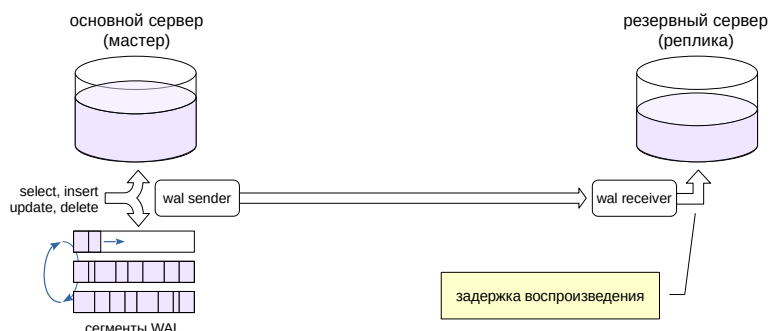 основной сервер
(мастер)
резервный сервер
(реплика)
select, insert
update, delete
wal sender
wal receiver
задержка воспроизведения
сегменты WAL